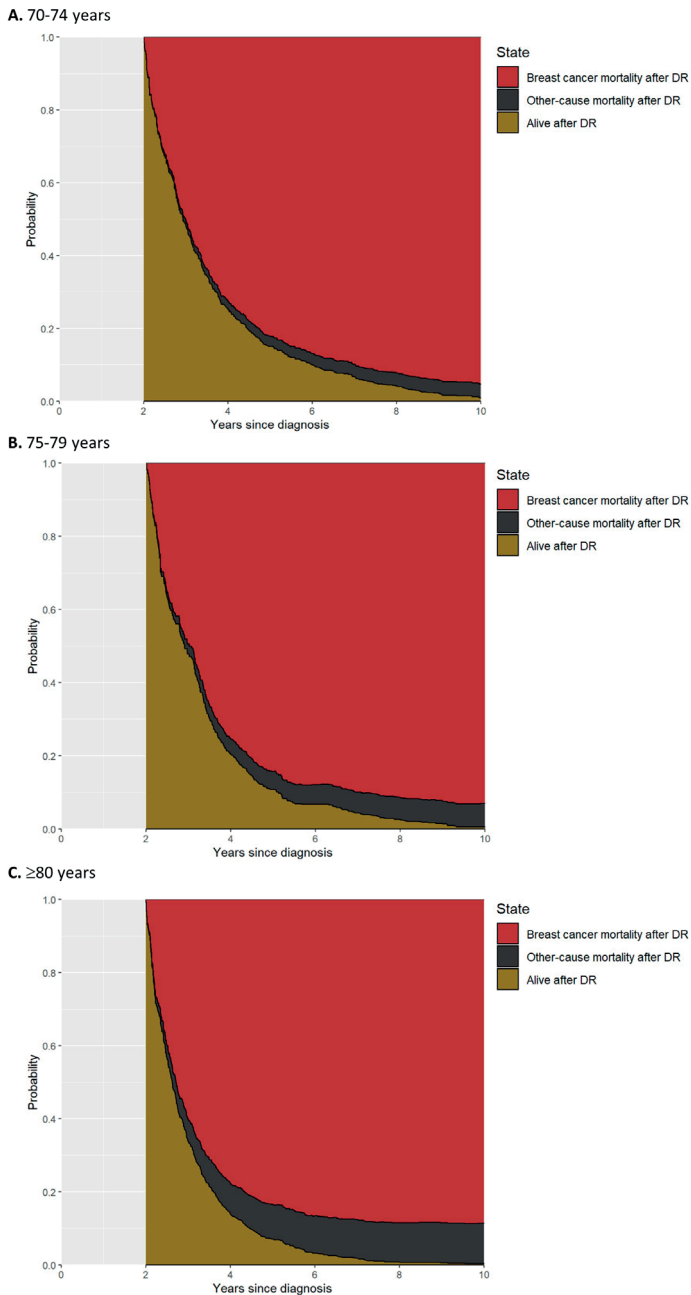 A. 70-74 years
State
Breast cancer mortality after DR
Other-cause mortality after DR
Alive after DR
Probability
1.0
0.8
0.6
0.4
0.2
0.0
0 2 4 6 8 10
Years since diagnosis
B. 75-79 years
State
Breast cancer mortality after DR
Other-cause mortality after DR
Alive after DR
Probability
1.0
0.8
0.6
0.4
0.2
0.0
0 2 4 6 8 10
Years since diagnosis
C. ≥80 years
State
Breast cancer mortality after DR
Other-cause mortality after DR
Alive after DR
Probability
1.0
0.8
0.6
0.4
0.2
0.0
0 2 4 6 8 10
Years since diagnosis